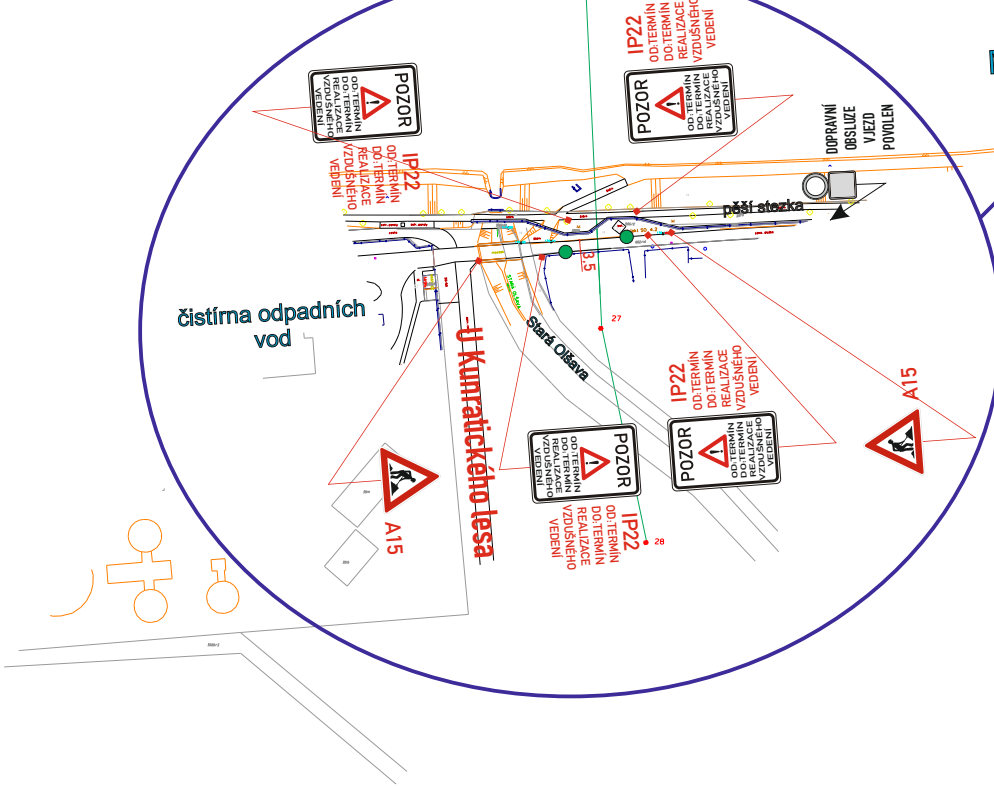 IP22
OD:TERMÍN
DO:TERMÍN
REALIZACE
VZDUŠNÉHO
VEDENÍ
POZOR
OD:TERMÍN
DO:TERMÍN
REALIZACE
VZDUŠNÉHO
VEDENÍ
POZOR
OD:TERMÍN
DO:TERMÍN
REALIZACE
VZDUŠNÉHO
VEDENÍ
IP22
OD:TERMÍN
DO:TERMÍN
REALIZACE
VZDUŠNÉHO
VEDENÍ
DOPRAVNÍ
OBSLUZE
VJEZD
POVOLEN
pěší stezka
3,5
čistírna odpadních
vod
U Kunratického lesa
Stará Olšava
27
IP22
OD:TERMÍN
DO:TERMÍN
REALIZACE
VZDUŠNÉHO
VEDENÍ
POZOR
OD:TERMÍN
DO:TERMÍN
REALIZACE
VZDUŠNÉHO
VEDENÍ
A15
POZOR
OD:TERMÍN
DO:TERMÍN
REALIZACE
VZDUŠNÉHO
VEDENÍ
IP22
OD:TERMÍN
DO:TERMÍN
REALIZACE
VZDUŠNÉHO
VEDENÍ
A15
28